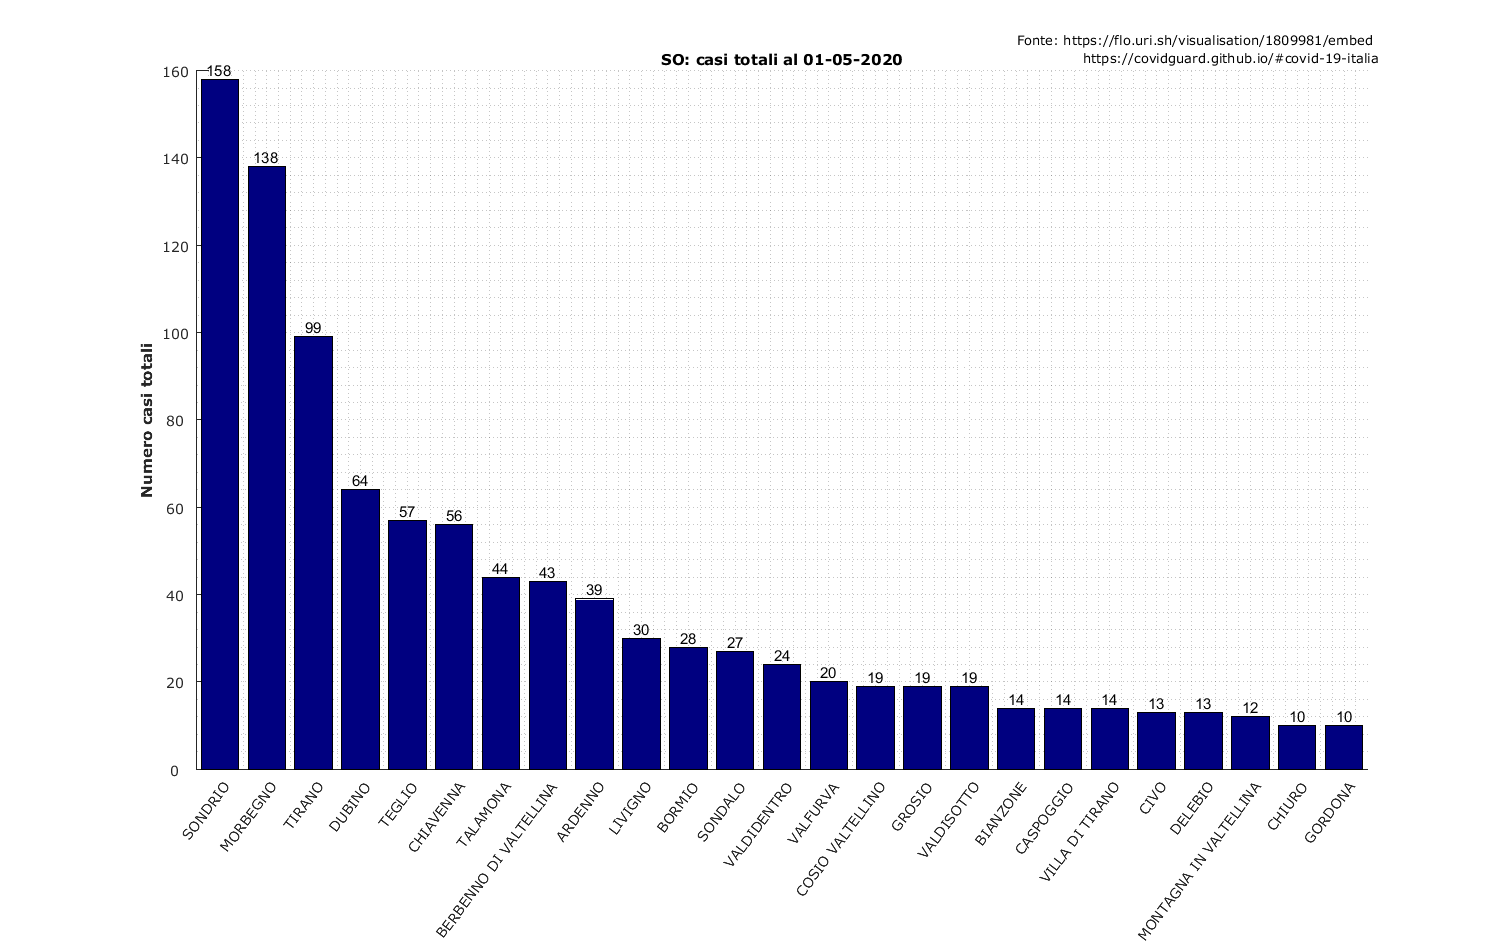 Fonte: https://flo.uri.sh/visualisation/1809981/embed
https://covidguard.github.io/#covid-19-italia
SO: casi totali al 01-05-2020
Numero casi totali
160
140
120
100
80
60
40
20
0
158
138
99
64
57
56
44
43
39
30
28
27
24
20
19
19
19
14
14
14
13
13
12
10
10
SONDRIO
MORBEGNO
TIRANO
DUBINO
TEGLIO
CHIAVENNA
TALAMONA
BERBENNO DI VALTELLINA
ARDENNO
LIVIGNO
BORMIO
SONDALO
VALDIDENTRO
VALFURVA
COSIO VALTELLINO
GROSIO
VALDISOTTO
BIANZONE
CASPOGGIO
VILLA DI TIRANO
CIVO
DELEBIO
MONTAGNA IN VALTELLINA
CHIURO
GORDONA